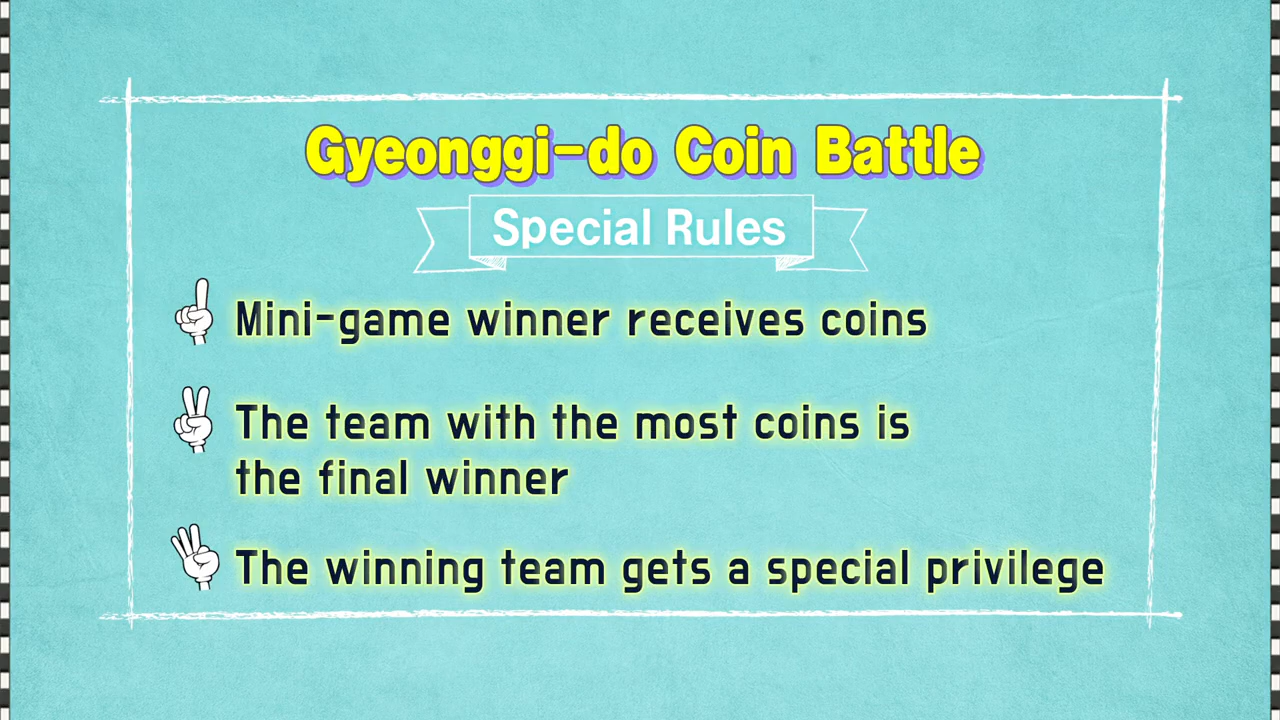 Gyeonggi-do Coin Battle
Special Rules
Mini-game winner receives coins
The team with the most coins is
the final winner
The winning team gets a special privilege